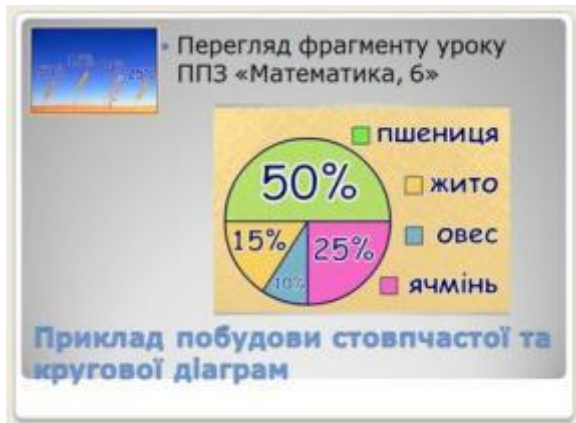 Перегляд фрагменту уроку
ППЗ «Математика, 6»
25%
пшениця
50%
жито
15%
25%
овес
10%
ячмінь
Приклад побудови стовпчастої та
кругової діаграм